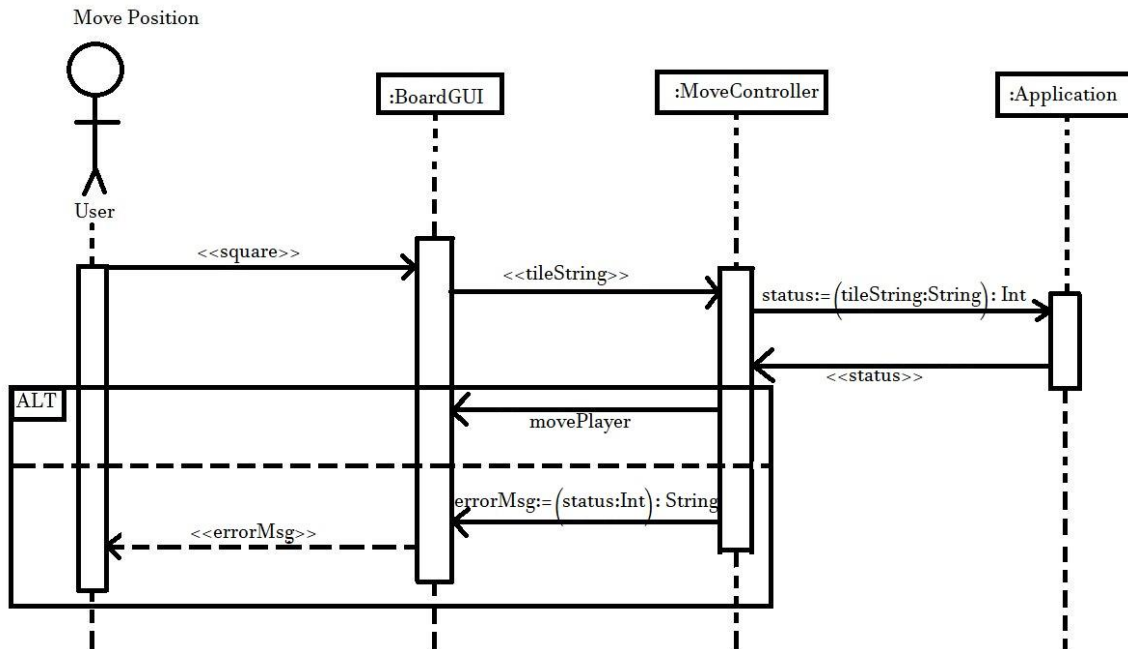 Move Position
:BoardGUI
:MoveController
:Application
User
<<square>>
<<tileString>>
status:=(tileString:String): Int
<<status>>
ALT
movePlayer
errorMsg:=(status:Int): String
<<errorMsg>>